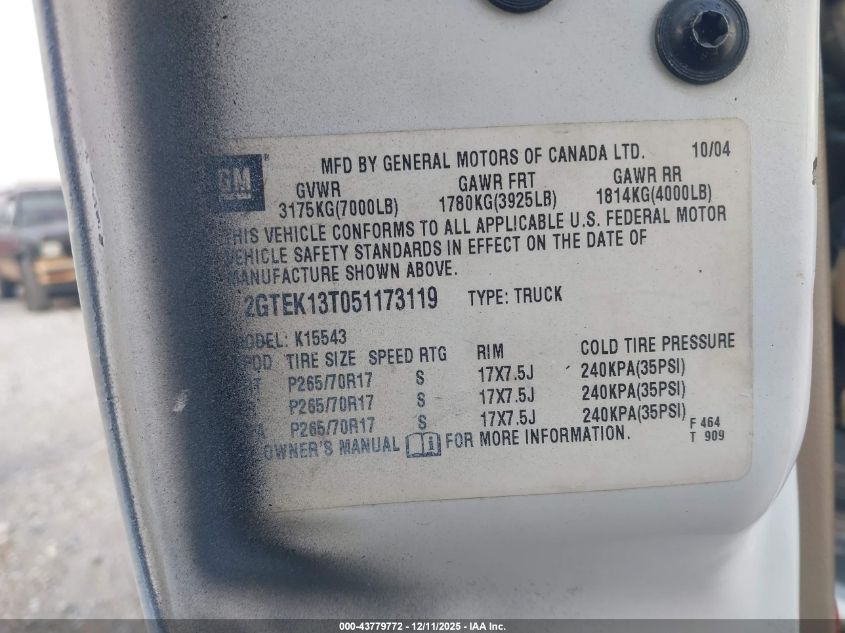 GM ®
MFD BY GENERAL MOTORS OF CANADA LTD. 10/04
GVWR GAWR FRT GAWR RR
3175KG(7000LB) 1780KG(3925LB) 1814KG(4000LB)
THIS VEHICLE CONFORMS TO ALL APPLICABLE U.S. FEDERAL MOTOR
VEHICLE SAFETY STANDARDS IN EFFECT ON THE DATE OF
MANUFACTURE SHOWN ABOVE.
2GTEK13T051173119 TYPE: TRUCK
MODEL: K15543
TIRE SIZE SPEED RTG RIM COLD TIRE PRESSURE
P265/70R17 S 17X7.5J 240KPA(35PSI)
P265/70R17 S 17X7.5J 240KPA(35PSI)
P265/70R17 S 17X7.5J 240KPA(35PSI)
OWNER'S MANUAL FOR MORE INFORMATION.
F 464
T 909
000-43779772 - 12/11/2025 - IAA Inc.